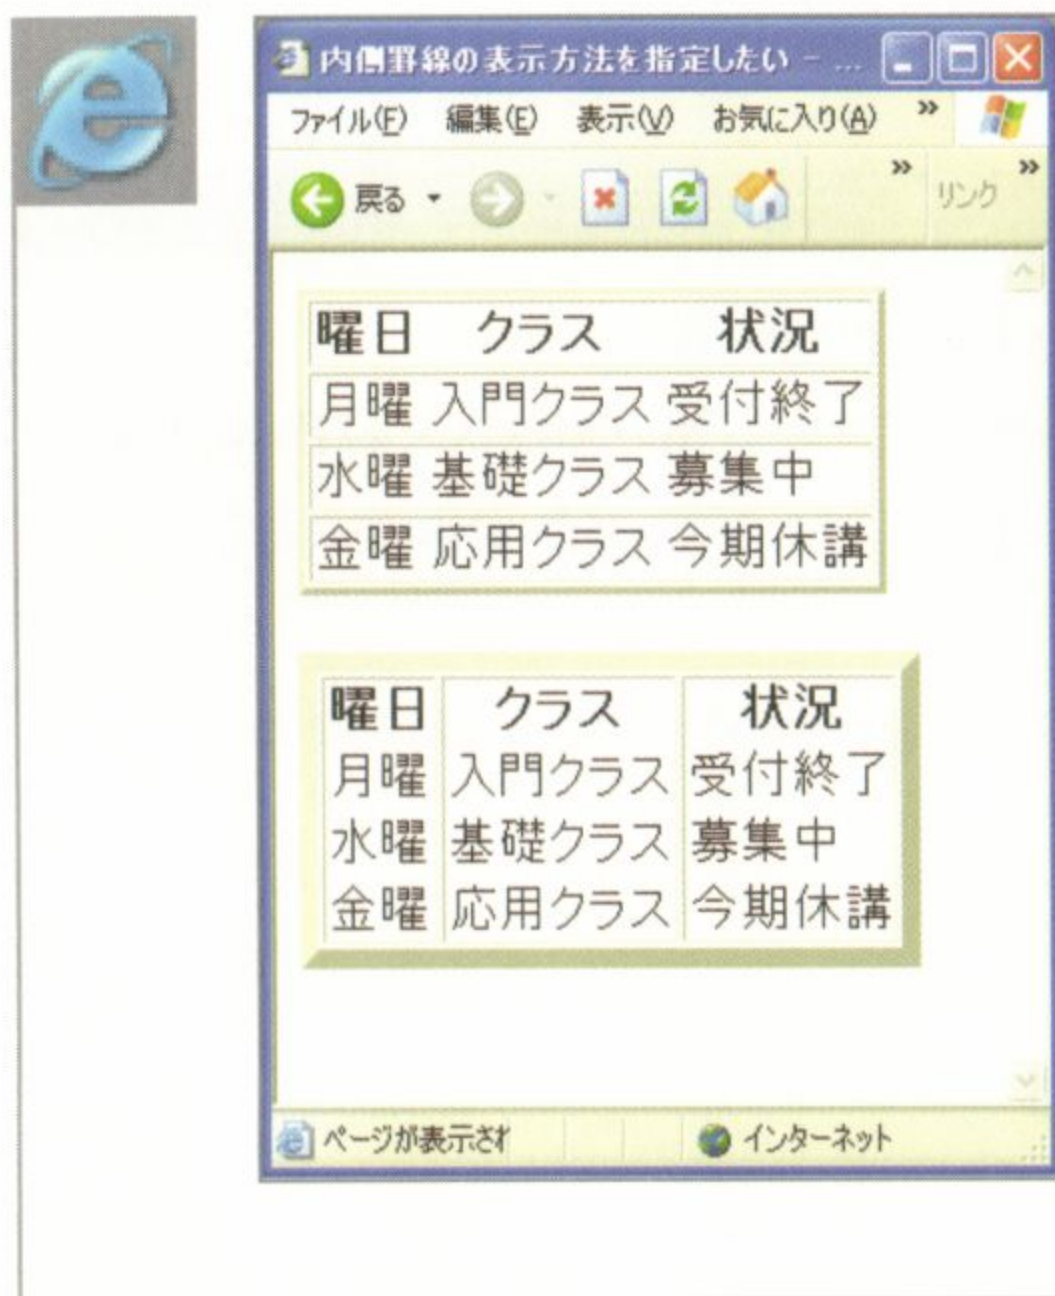 内側罫線の表示方法を指定したい - ...
ファイル(F) 編集(E) 表示(V) お気に入り(A) »
戻る » リンク »
曜日 クラス 状況
月曜 入門クラス 受付終了
水曜 基礎クラス 募集中
金曜 応用クラス 今期休講
曜日 クラス 状況
月曜 入門クラス 受付終了
水曜 基礎クラス 募集中
金曜 応用クラス 今期休講
ページが表示され インターネット